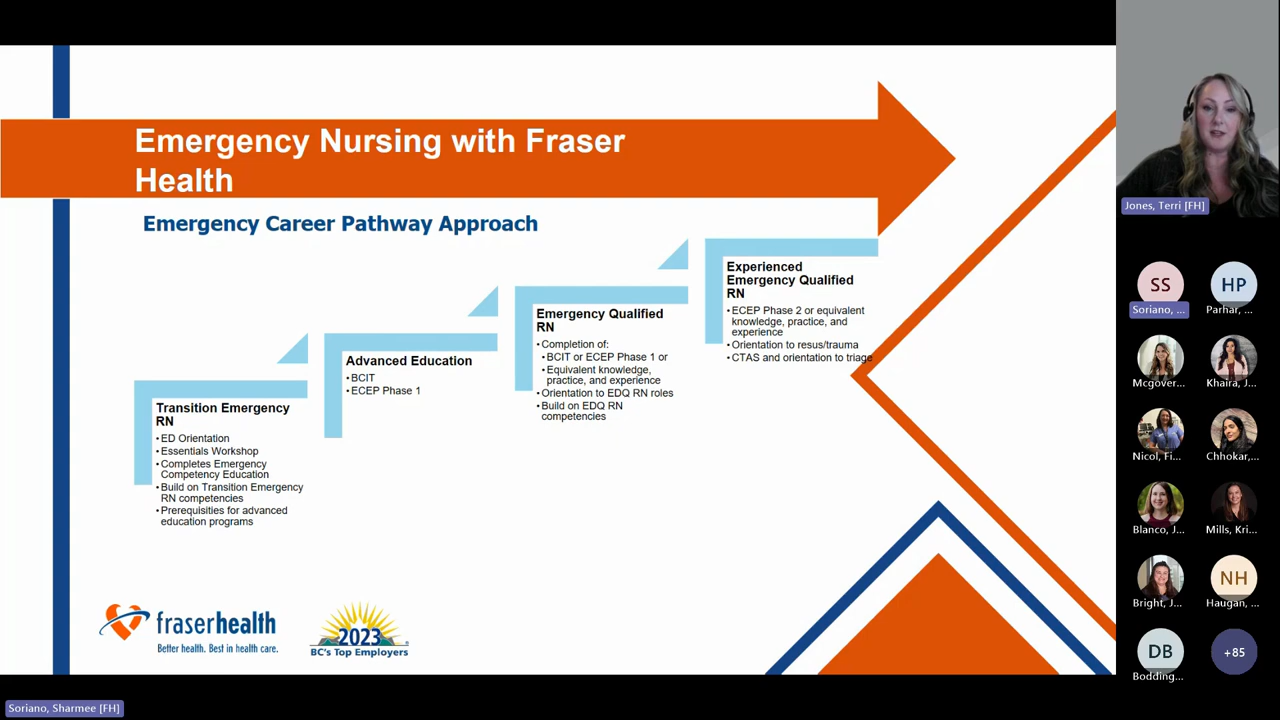 Emergency Nursing with Fraser
Health
Emergency Career Pathway Approach
Transition Emergency
RN
•ED Orientation
•Essentials Workshop
•Completes Emergency
Competency Education
•Build on Transition Emergency
RN competencies
•Prerequisities for advanced
education programs
Advanced Education
•BCIT
•ECEP Phase 1
Emergency Qualified
RN
•Completion of:
•BCIT or ECEP Phase 1 or
•Equivalent knowledge,
practice, and experience
•Orientation to EDQ RN roles
•Build on EDQ RN
competencies
Experienced
Emergency Qualified
RN
•ECEP Phase 2 or equivalent
knowledge, practice, and
experience
•Orientation to resus/trauma
•CTAS and orientation to triage
fraserhealth
Better health. Best in health care.
2023
BC's Top Employers
Soriano, Sharmee [FH]
Jones, Terri [FH]
SS
Soriano, ...
HP
Parhar, ...
Mcgover...
Khaira, J...
Nicol, Fi...
Chhokar,...
Blanco, J...
Mills, Kri...
Bright, J...
NH
Haugan, ...
DB
Bodding...
+85